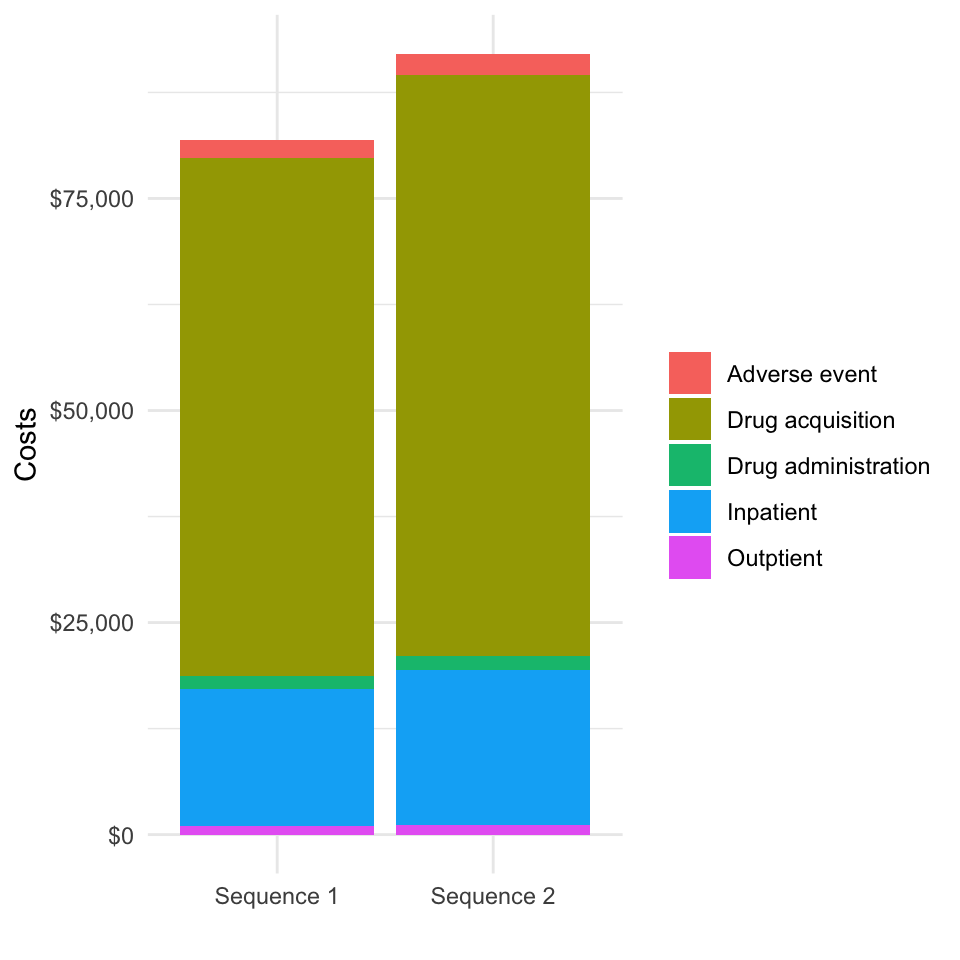 $75,000
$50,000
$25,000
$0
Costs
Sequence 1
Sequence 2
Adverse event
Drug acquisition
Drug administration
Inpatient
Outptient